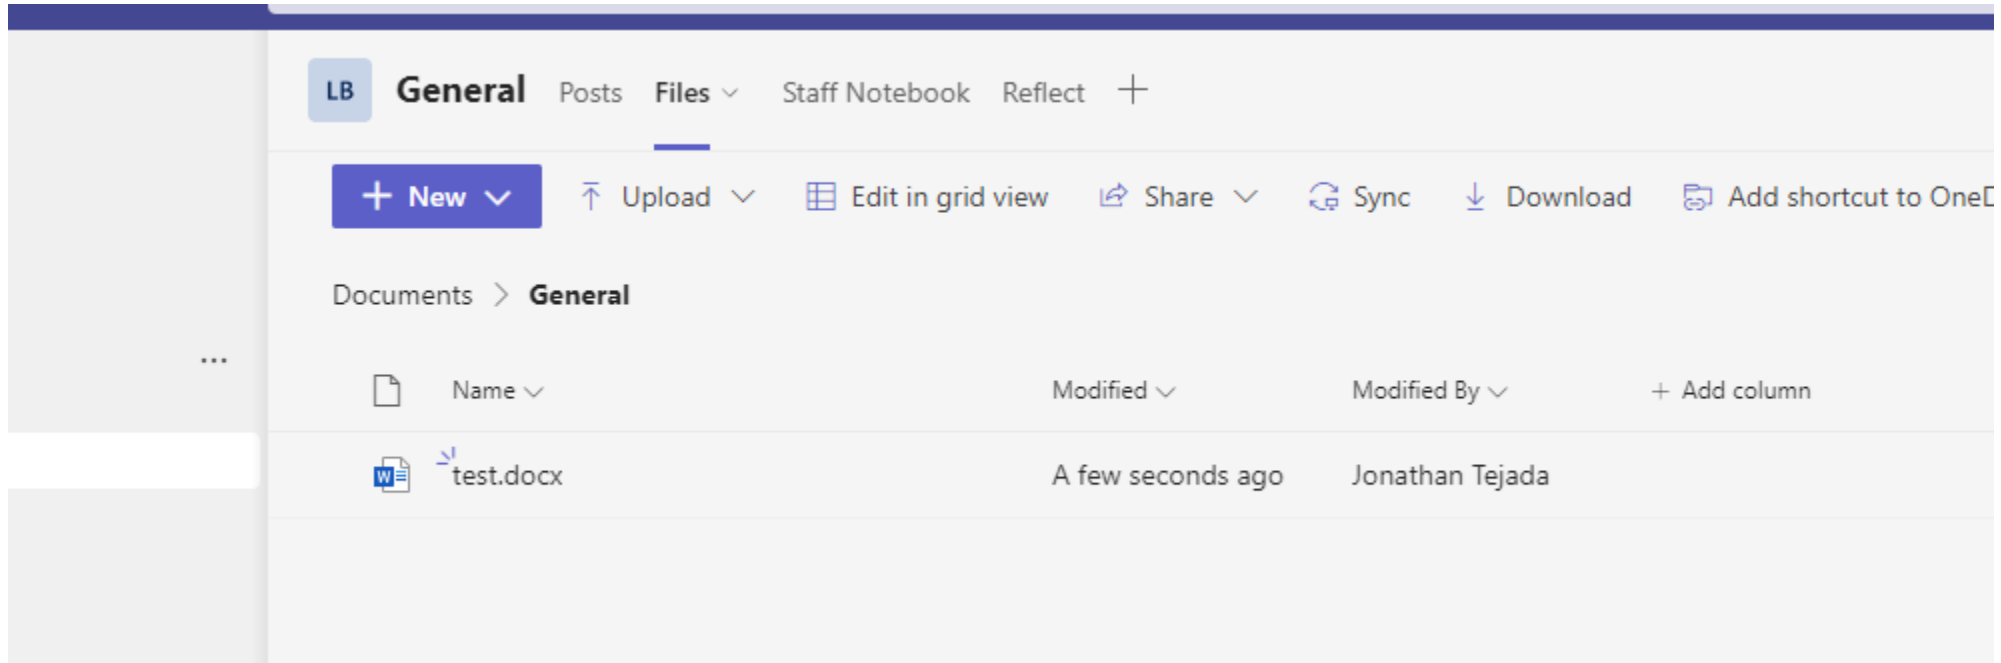 LB General Posts Files Staff Notebook Reflect
New Upload Edit in grid view Share Sync Download Add shortcut to OneD
Documents > General
...
Name Modified Modified By + Add column
test.docx A few seconds ago Jonathan Tejada